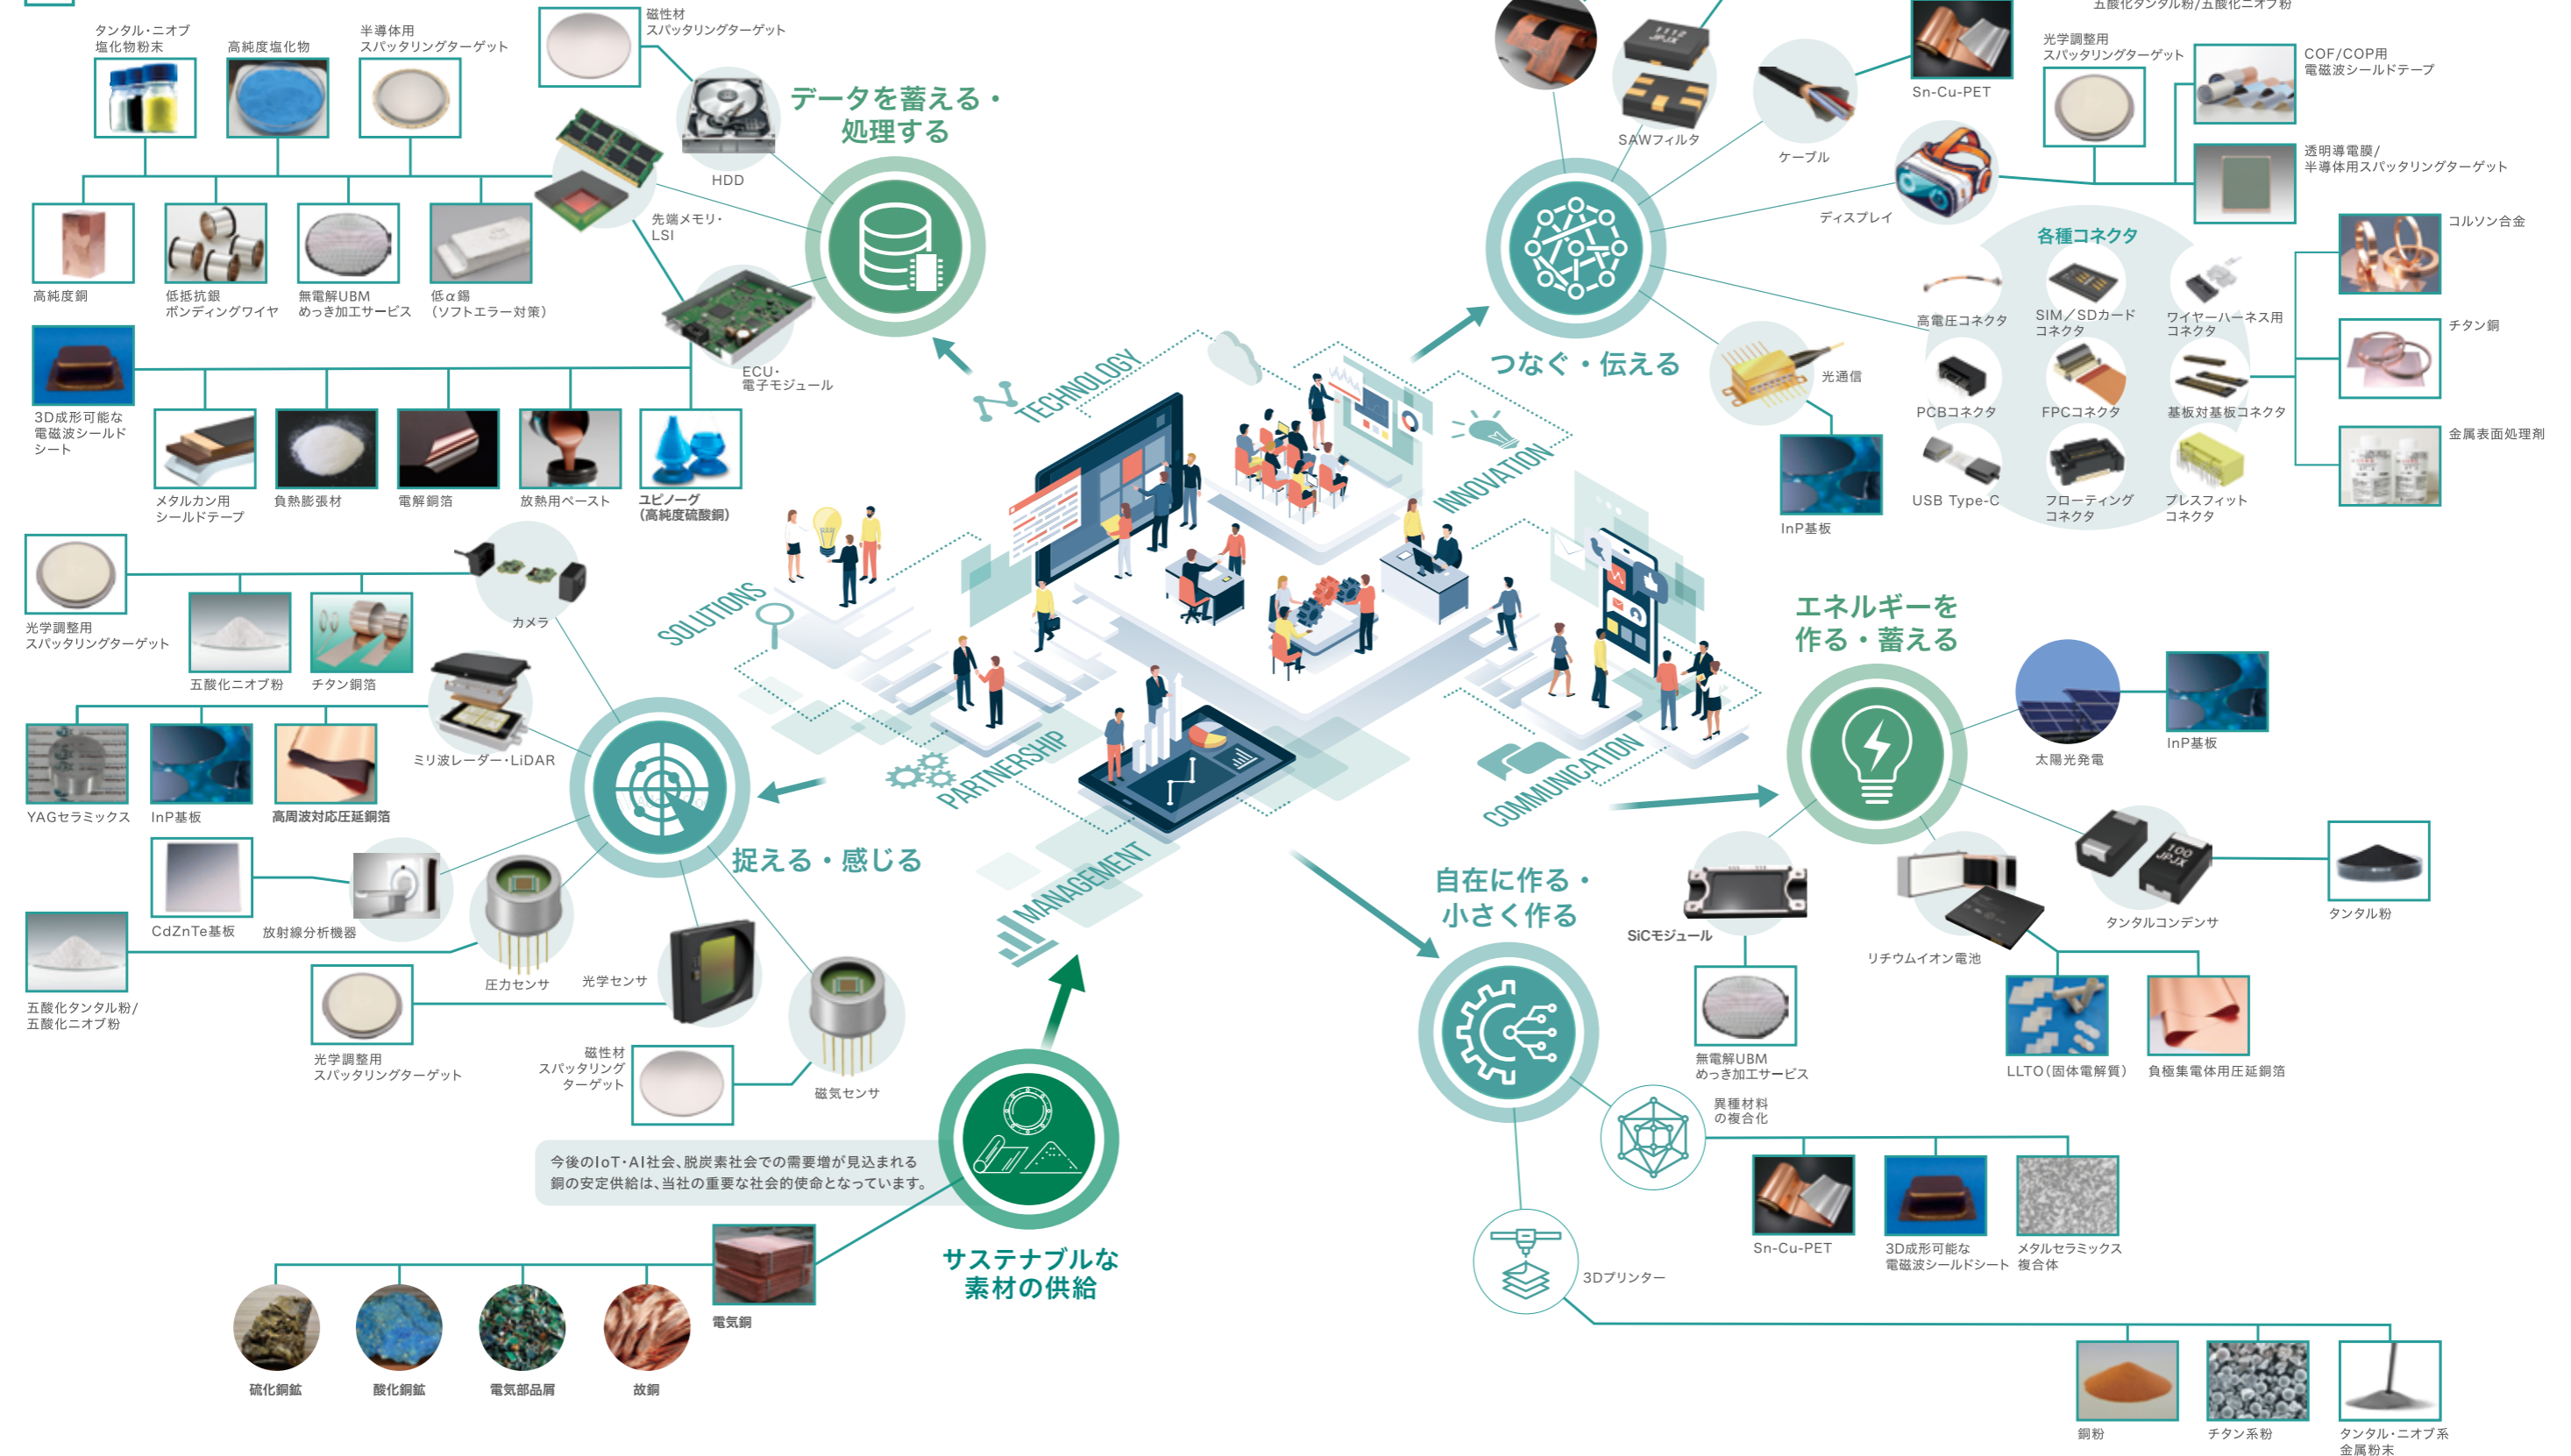 タンタル・ニオブ
塩化物粉末
高純度塩化物
半導体用
スパッタリングターゲット
磁性材
スパッタリングターゲット
HDD
データを蓄える・
処理する
先端メモリ・
LSI
高純度銅
低抵抗銀
ボンディングワイヤ
無電解UBM
めっき加工サービス
低α錫
（ソフトエラー対策）
ECU・
電子モジュール
3D成形可能な
電磁波シールド
シート
メタルカン用
シールドテープ
負熱膨張材
電解銅箔
放熱用ペースト
ユピノーグ
（高純度硫酸銅）
五酸化タンタル粉/五酸化ニオブ粉
1112
JPJX
SAWフィルタ
ケーブル
Sn-Cu-PET
光学調整用
スパッタリングターゲット
COF/COP用
電磁波シールドテープ
透明導電膜/
半導体用スパッタリングターゲット
ディスプレイ
つなぐ・伝える
光通信
InP基板
各種コネクタ
高電圧コネクタ
SIM／SDカード
コネクタ
ワイヤーハーネス用
コネクタ
PCBコネクタ
FPCコネクタ
基板対基板コネクタ
USB Type-C
フローティング
コネクタ
プレスフィット
コネクタ
コルソン合金
チタン銅
金属表面処理剤
TECHNOLOGY
INNOVATION
SOLUTIONS
PARTNERSHIP
COMMUNICATION
MANAGEMENT
光学調整用
スパッタリングターゲット
五酸化ニオブ粉
チタン銅箔
カメラ
ミリ波レーダー・LiDAR
YAGセラミックス
InP基板
高周波対応圧延銅箔
捉える・感じる
CdZnTe基板
放射線分析機器
五酸化タンタル粉/
五酸化ニオブ粉
圧力センサ
光学センサ
光学調整用
スパッタリングターゲット
磁性材
スパッタリング
ターゲット
磁気センサ
エネルギーを
作る・蓄える
太陽光発電
InP基板
SiCモジュール
無電解UBM
めっき加工サービス
リチウムイオン電池
LLTO（固体電解質）
負極集電体用圧延銅箔
100
JPJX
タンタルコンデンサ
タンタル粉
自在に作る・
小さく作る
異種材料
の複合化
Sn-Cu-PET
3D成形可能な
電磁波シールドシート
メタルセラミックス
複合体
3Dプリンター
銅粉
チタン系粉
タンタル・ニオブ系
金属粉末
今後のIoT・AI社会、脱炭素社会での需要増が見込まれる
銅の安定供給は、当社の重要な社会的使命となっています。
サステナブルな
素材の供給
電気銅
硫化銅鉱
酸化銅鉱
電気部品屑
故銅